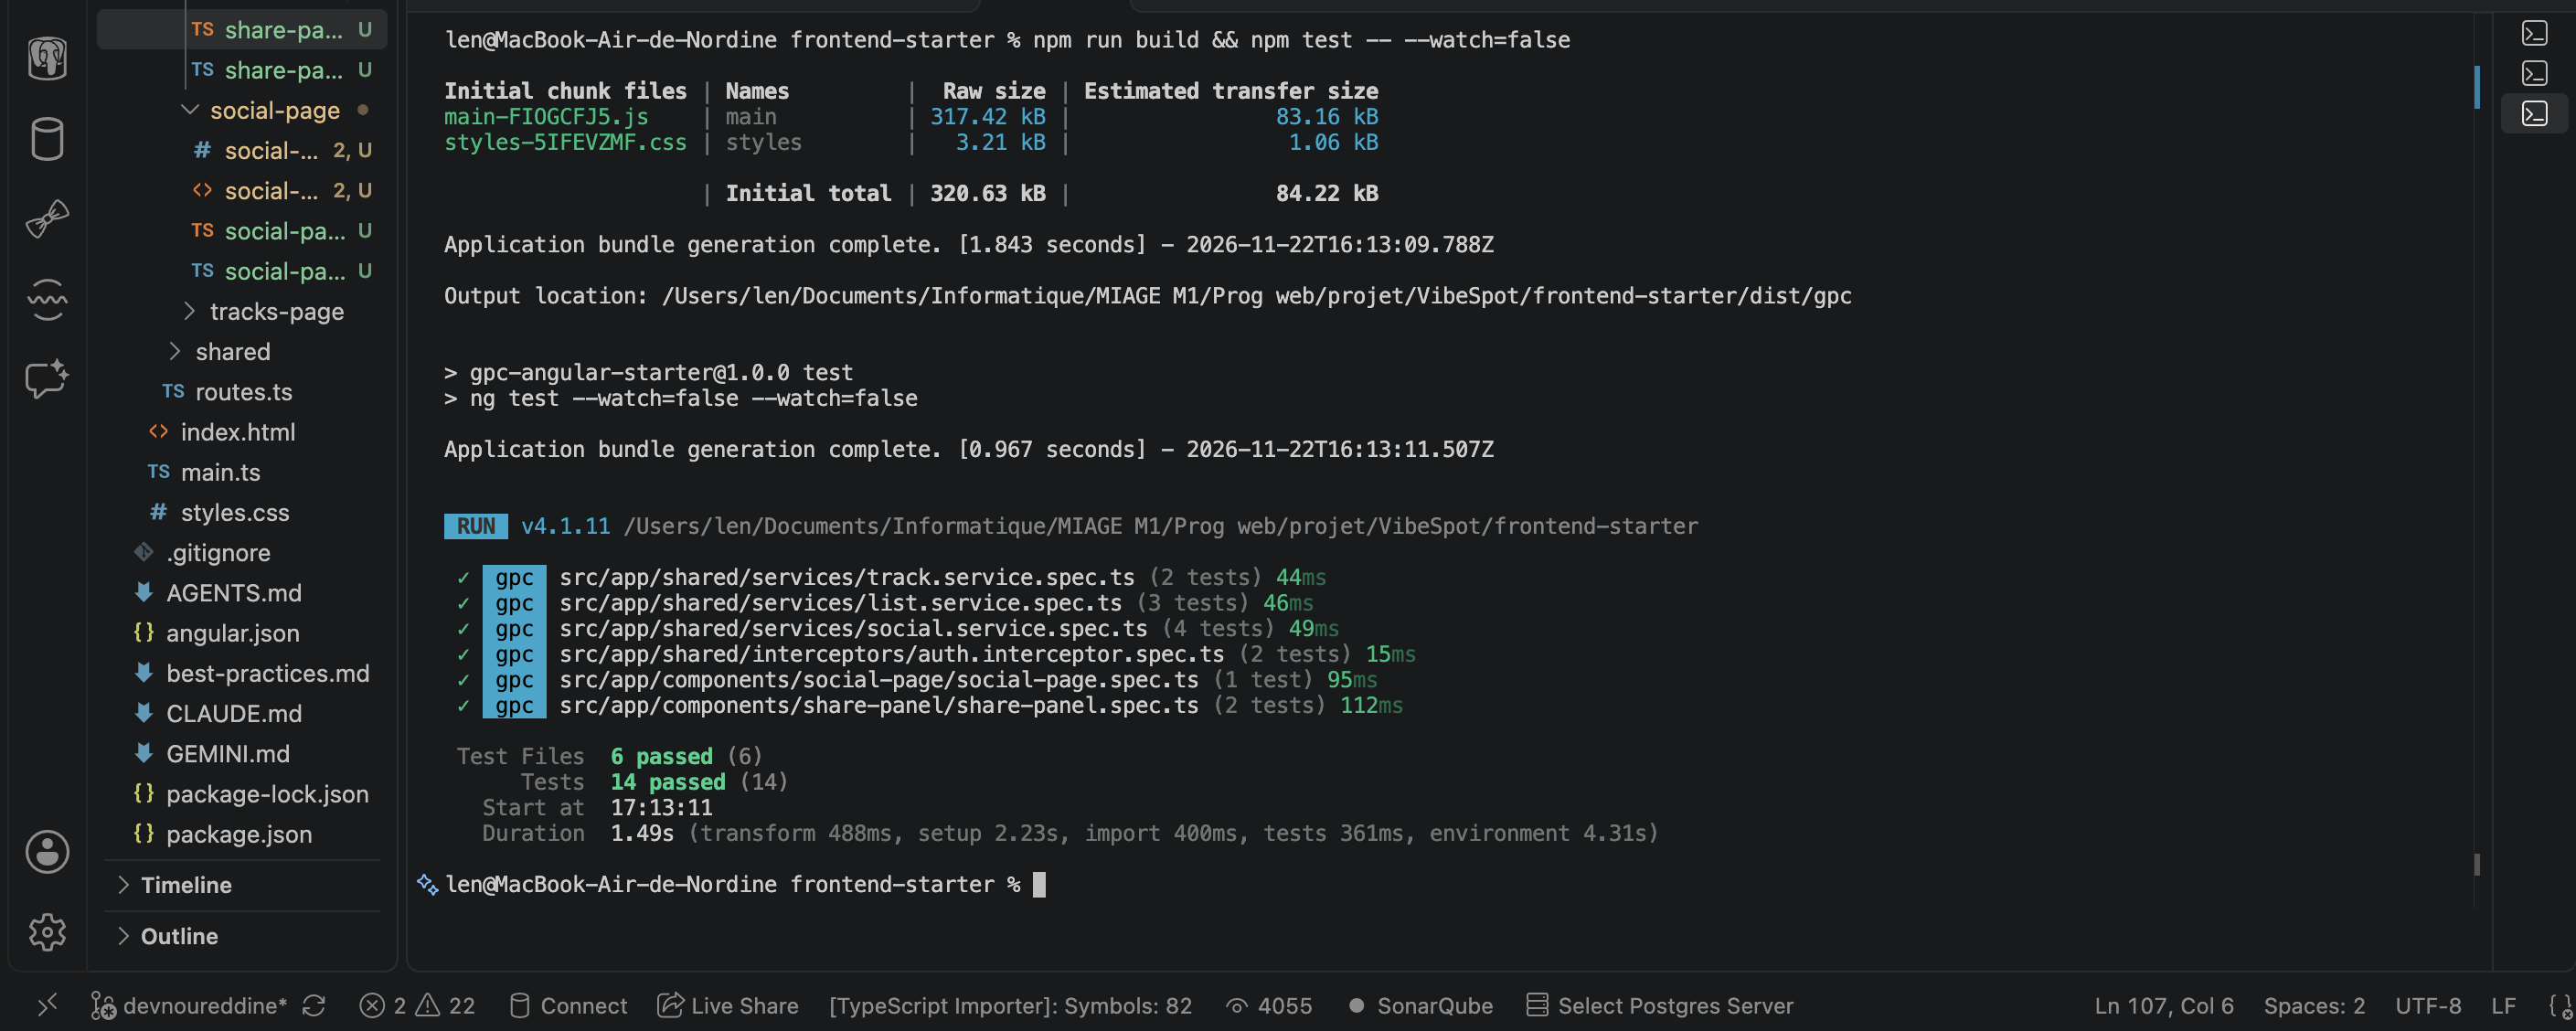 TS share-pa... U
TS share-pa... U
social-page
# social-... 2, U
<> social-... 2, U
TS social-pa... U
TS social-pa... U
tracks-page
shared
TS routes.ts
<> index.html
TS main.ts
# styles.css
.gitignore
AGENTS.md
{} angular.json
best-practices.md
CLAUDE.md
GEMINI.md
{} package-lock.json
{} package.json
Timeline
Outline
len@MacBook-Air-de-Nordine frontend-starter % npm run build && npm test -- --watch=false
Initial chunk files | Names | Raw size | Estimated transfer size
main-FIOGCFJ5.js | main | 317.42 kB | 83.16 kB
styles-5IFEVZMF.css | styles | 3.21 kB | 1.06 kB
| Initial total | 320.63 kB | 84.22 kB
Application bundle generation complete. [1.843 seconds] - 2026-11-22T16:13:09.788Z
Output location: /Users/len/Documents/Informatique/MIAGE M1/Prog web/projet/VibeSpot/frontend-starter/dist/gpc
> gpc-angular-starter@1.0.0 test
> ng test --watch=false --watch=false
Application bundle generation complete. [0.967 seconds] - 2026-11-22T16:13:11.507Z
RUN v4.1.11 /Users/len/Documents/Informatique/MIAGE M1/Prog web/projet/VibeSpot/frontend-starter
✓ gpc src/app/shared/services/track.service.spec.ts (2 tests) 44ms
✓ gpc src/app/shared/services/list.service.spec.ts (3 tests) 46ms
✓ gpc src/app/shared/services/social.service.spec.ts (4 tests) 49ms
✓ gpc src/app/shared/interceptors/auth.interceptor.spec.ts (2 tests) 15ms
✓ gpc src/app/components/social-page/social-page.spec.ts (1 test) 95ms
✓ gpc src/app/components/share-panel/share-panel.spec.ts (2 tests) 112ms
Test Files 6 passed (6)
Tests 14 passed (14)
Start at 17:13:11
Duration 1.49s (transform 488ms, setup 2.23s, import 400ms, tests 361ms, environment 4.31s)
len@MacBook-Air-de-Nordine frontend-starter %
devnoureddine* 2 22 Connect Live Share [TypeScript Importer]: Symbols: 82 4055 SonarQube Select Postgres Server Ln 107, Col 6 Spaces: 2 UTF-8 LF {}